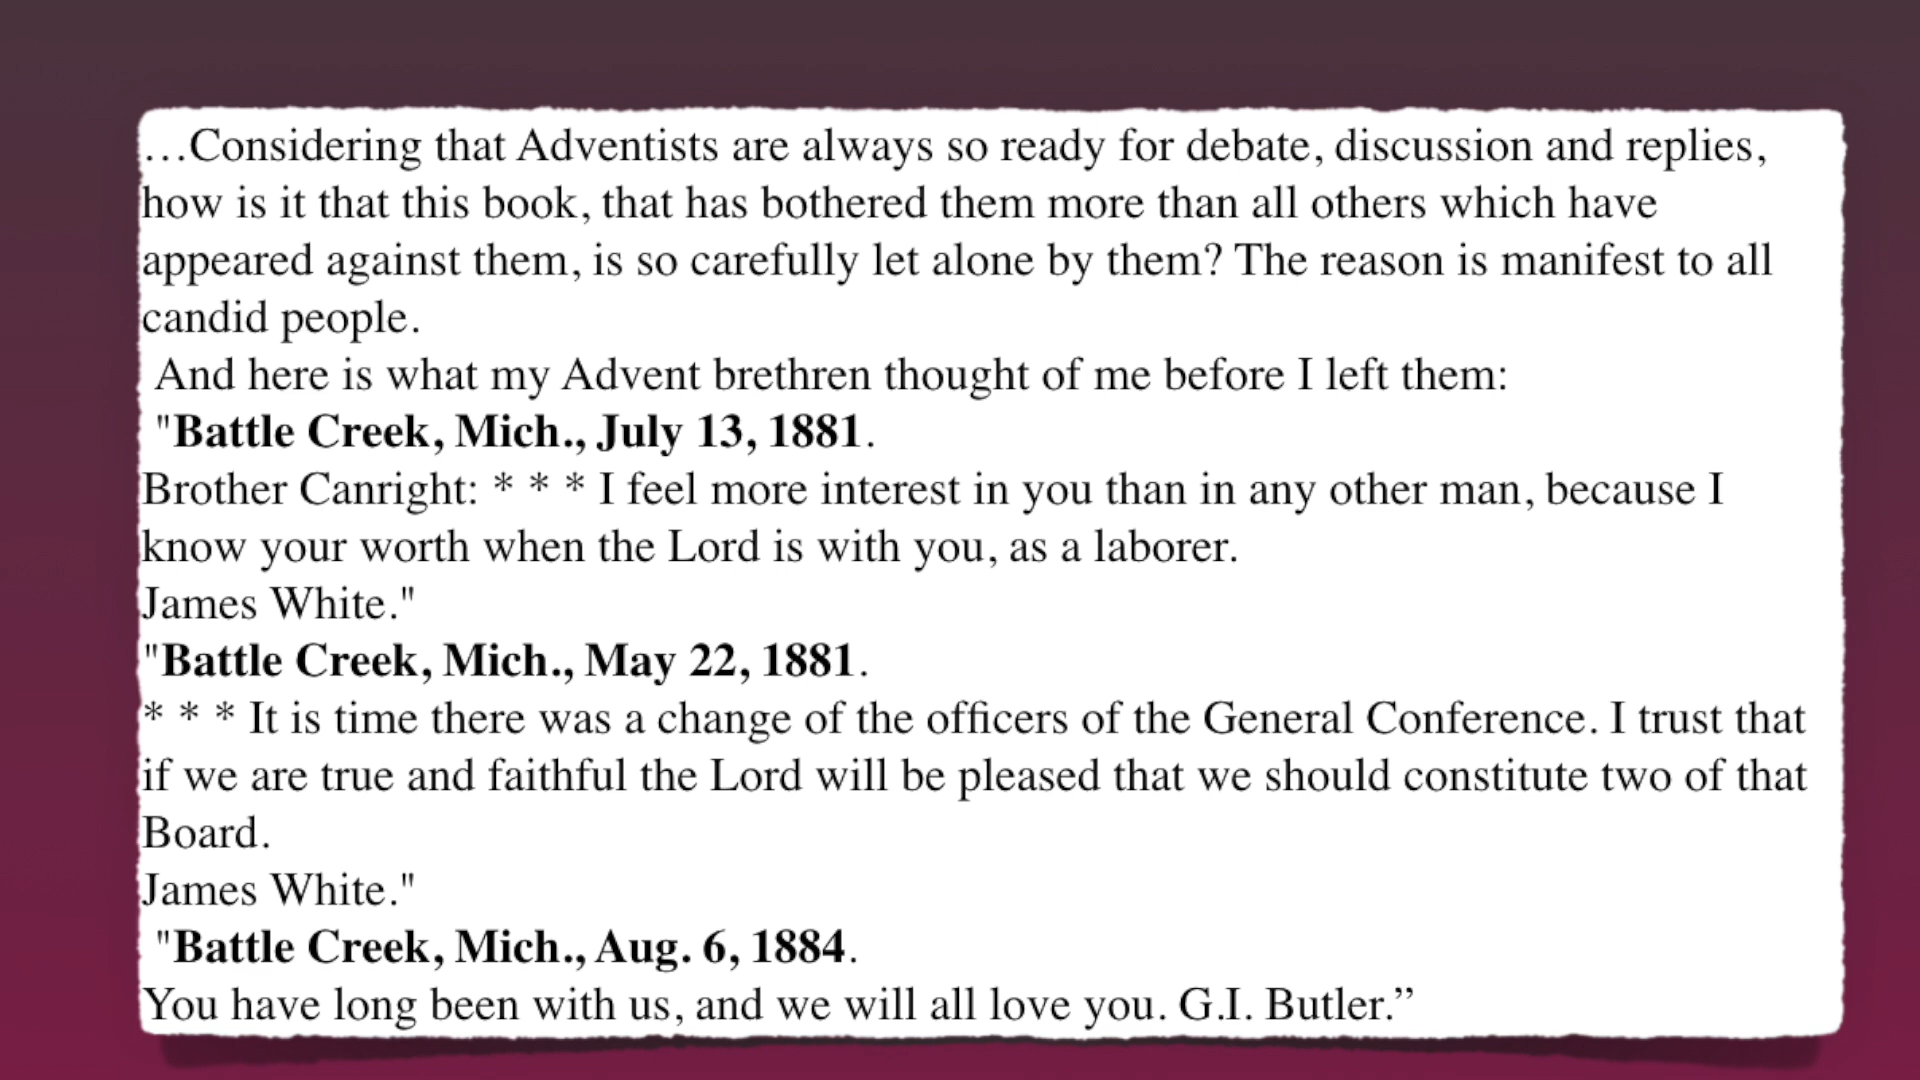 …Considering that Adventists are always so ready for debate, discussion and replies,
how is it that this book, that has bothered them more than all others which have
appeared against them, is so carefully let alone by them? The reason is manifest to all
candid people.
And here is what my Advent brethren thought of me before I left them:
"Battle Creek, Mich., July 13, 1881.
Brother Canright: * * * I feel more interest in you than in any other man, because I
know your worth when the Lord is with you, as a laborer.
James White."
"Battle Creek, Mich., May 22, 1881.
* * * It is time there was a change of the officers of the General Conference. I trust that
if we are true and faithful the Lord will be pleased that we should constitute two of that
Board.
James White."
"Battle Creek, Mich., Aug. 6, 1884.
You have long been with us, and we will all love you. G.I. Butler.”